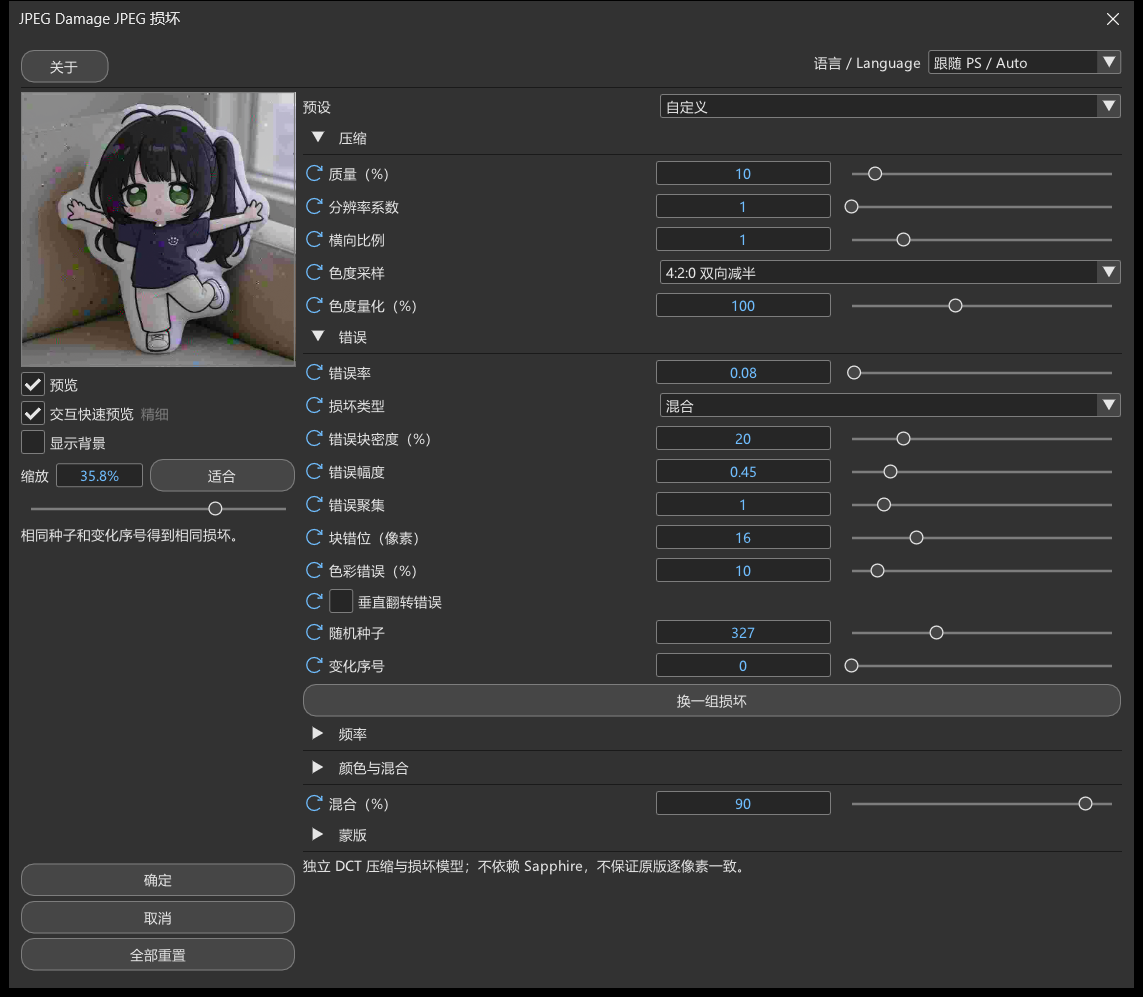 JPEG Damage JPEG 损坏
关于
语言 / Language 跟随 PS / Auto
预设 自定义
压缩
质量（%） 10
分辨率系数 1
横向比例 1
色度采样 4:2:0 双向减半
色度量化（%） 100
错误
错误率 0.08
损坏类型 混合
错误块密度（%） 20
错误幅度 0.45
错误聚集 1
块错位（像素） 16
色彩错误（%） 10
垂直翻转错误
随机种子 327
变化序号 0
换一组损坏
频率
颜色与混合
混合（%） 90
蒙版
独立 DCT 压缩与损坏模型；不依赖 Sapphire，不保证原版逐像素一致。
预览
交互快速预览 精细
显示背景
缩放 35.8% 适合
相同种子和变化序号得到相同损坏。
确定
取消
全部重置